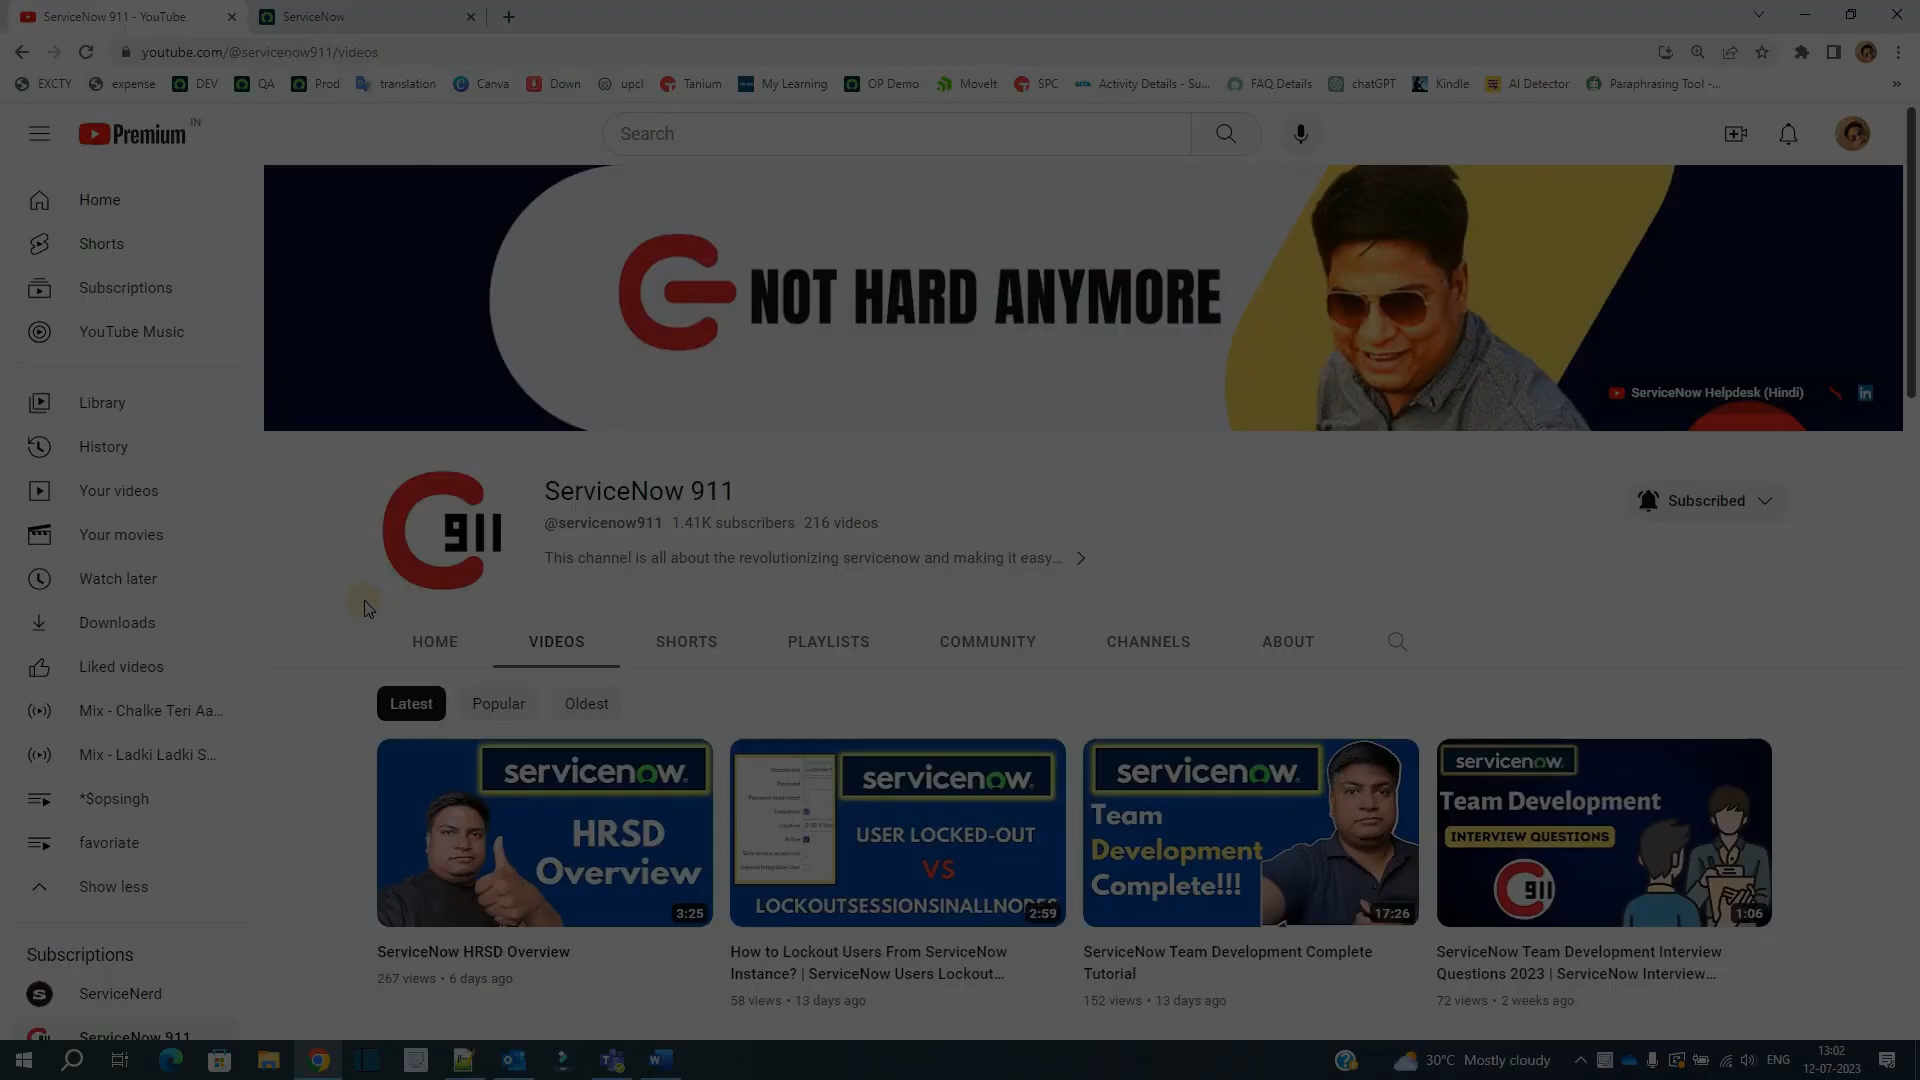 ServiceNow 911 - YouTube
ServiceNow
youtube.com/@servicenow911/videos
EXCTY
expense
DEV
QA
Prod
translation
Canva
Down
upcl
Tanium
My Learning
OP Demo
MoveIt
SPC
Activity Details - Su...
FAQ Details
chatGPT
Kindle
AI Detector
Paraphrasing Tool -...
»
Premium IN
Search
Home
Shorts
Subscriptions
YouTube Music
Library
History
Your videos
Your movies
Watch later
Downloads
Liked videos
Mix - Chalke Teri Aa...
Mix - Ladki Ladki S...
*$opsingh
favoriate
Show less
Subscriptions
ServiceNerd
ServiceNow 911
NOT HARD ANYMORE
ServiceNow Helpdesk (Hindi)
in
911
ServiceNow 911
@servicenow911 1.41K subscribers 216 videos
This channel is all about the revolutionizing servicenow and making it easy...
Subscribed
HOME
VIDEOS
SHORTS
PLAYLISTS
COMMUNITY
CHANNELS
ABOUT
Latest
Popular
Oldest
servicenow
HRSD
Overview
3:25
ServiceNow HRSD Overview
267 views • 6 days ago
servicenow
USER LOCKED-OUT
VS
LOCKOUTSESSIONSINALLNODES
2:59
How to Lockout Users From ServiceNow
Instance? | ServiceNow Users Lockout...
58 views • 13 days ago
servicenow
Team
Development
Complete!!!
17:26
ServiceNow Team Development Complete
Tutorial
152 views • 13 days ago
servicenow
Team Development
INTERVIEW QUESTIONS
911
1:06
ServiceNow Team Development Interview
Questions 2023 | ServiceNow Interview...
72 views • 2 weeks ago
30°C Mostly cloudy
ENG
13:02
12-07-2023